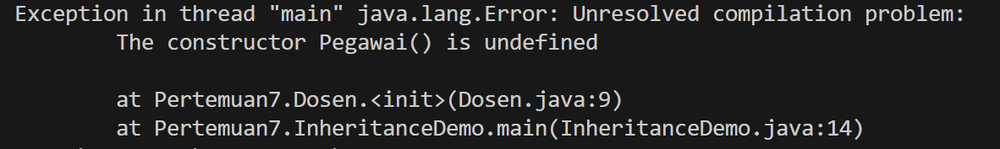 Exception in thread "main" java.lang.Error: Unresolved compilation problem:
The constructor Pegawai() is undefined
at Pertemuan7.Dosen.<init>(Dosen.java:9)
at Pertemuan7.InheritanceDemo.main(InheritanceDemo.java:14)